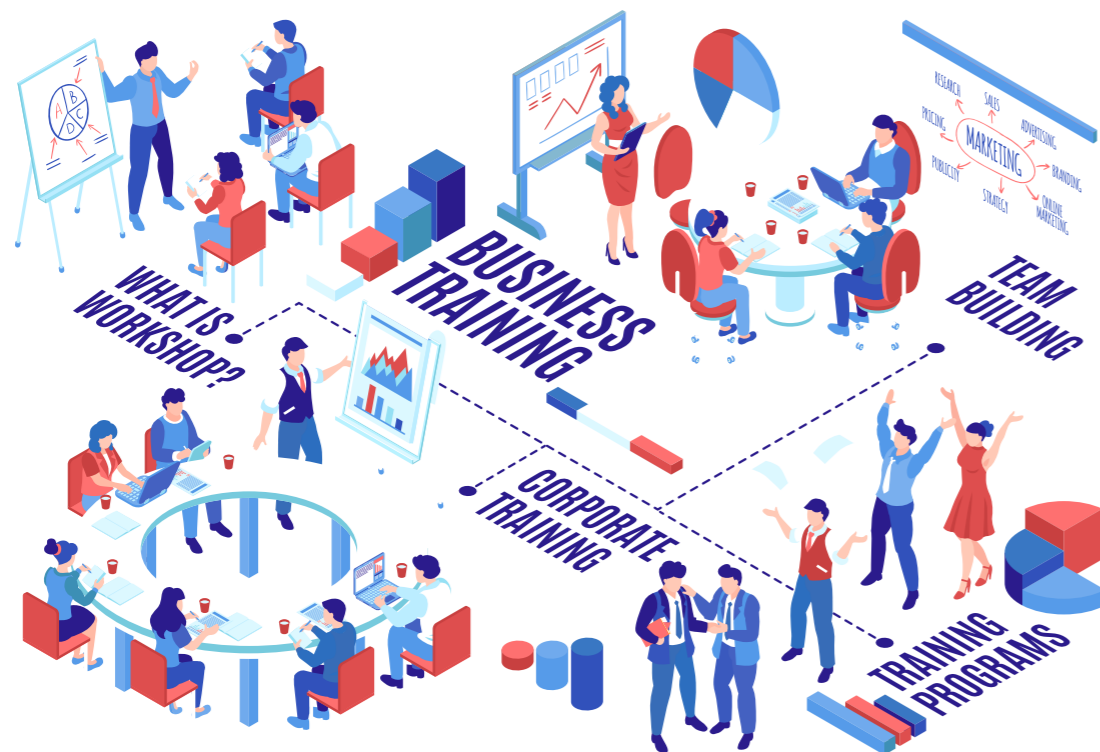 A
B
C
D
RESEARCH
SALES
ADVERTISING
PRICING
MARKETING
BRANDING
PUBLICITY
STRATEGY
ONLINE
MARKETING
BUSINESS
TRAINING
WHAT IS
WORKSHOP?
TEAM
BUILDING
CORPORATE
TRAINING
TRAINING
PROGRAMS